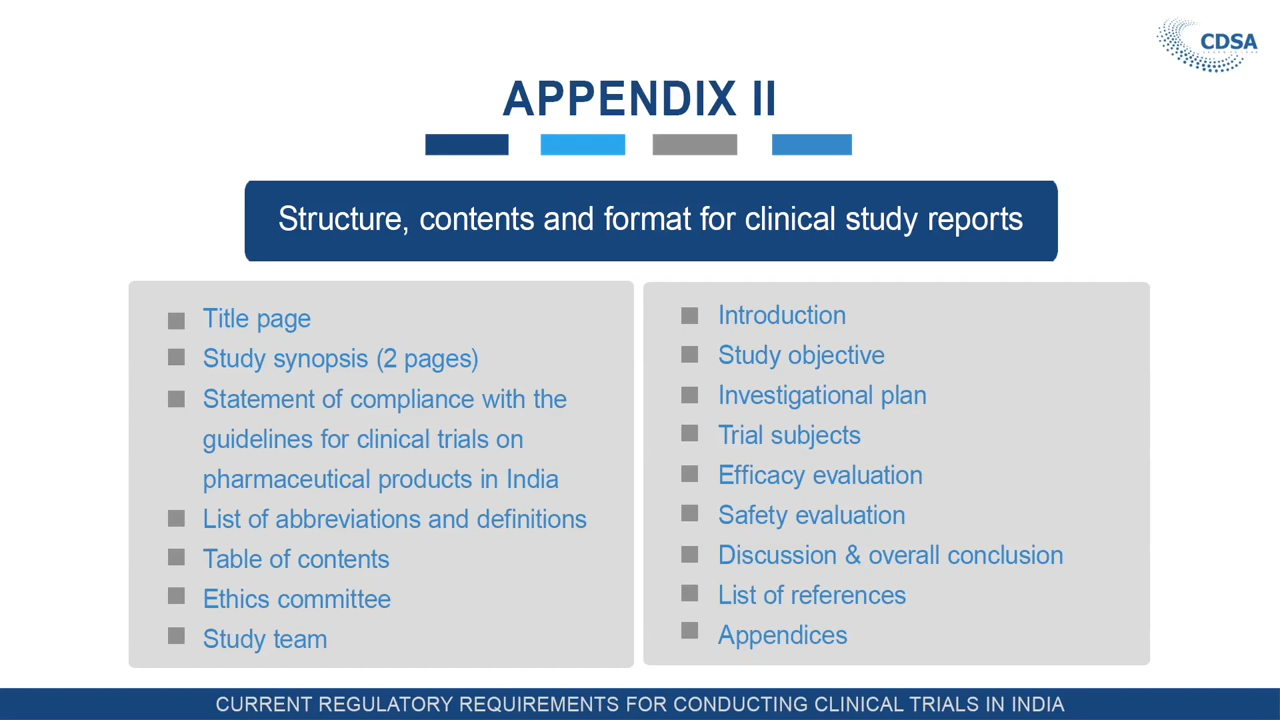 CDSA
APPENDIX II
Structure, contents and format for clinical study reports
Title page
Study synopsis (2 pages)
Statement of compliance with the
guidelines for clinical trials on
pharmaceutical products in India
List of abbreviations and definitions
Table of contents
Ethics committee
Study team
Introduction
Study objective
Investigational plan
Trial subjects
Efficacy evaluation
Safety evaluation
Discussion & overall conclusion
List of references
Appendices
CURRENT REGULATORY REQUIREMENTS FOR CONDUCTING CLINICAL TRIALS IN INDIA